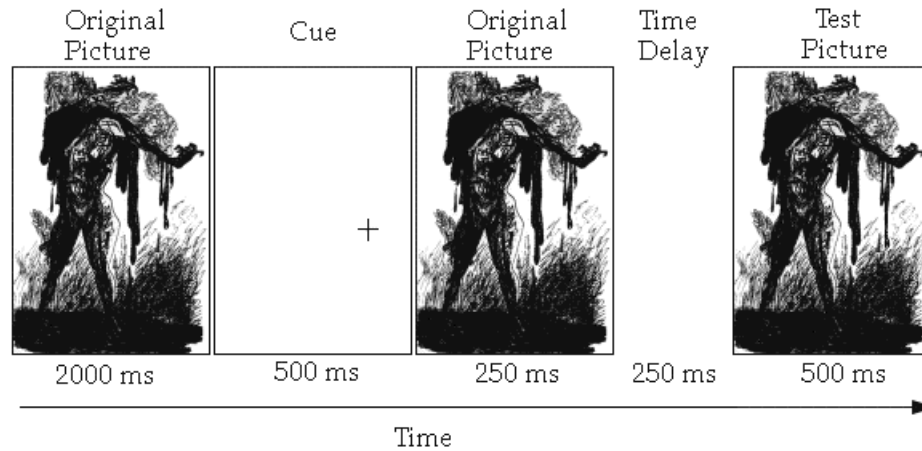 Original
Picture
Cue
Original
Picture
Time
Delay
Test
Picture
2000 ms
500 ms
250 ms
250 ms
500 ms
Time